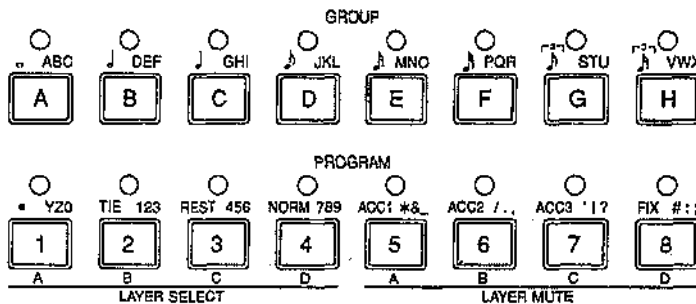 GROUP
ABC DEF GHI JKL MNO PQR STU VWX
A B C D E F G H
PROGRAM
YZ0 TIE 123 REST 456 NORM 789 ACC1 *&_ ACC2 /., ACC3 '!? FIX #:;
1 2 3 4 5 6 7 8
A B C D A B C D
LAYER SELECT LAYER MUTE